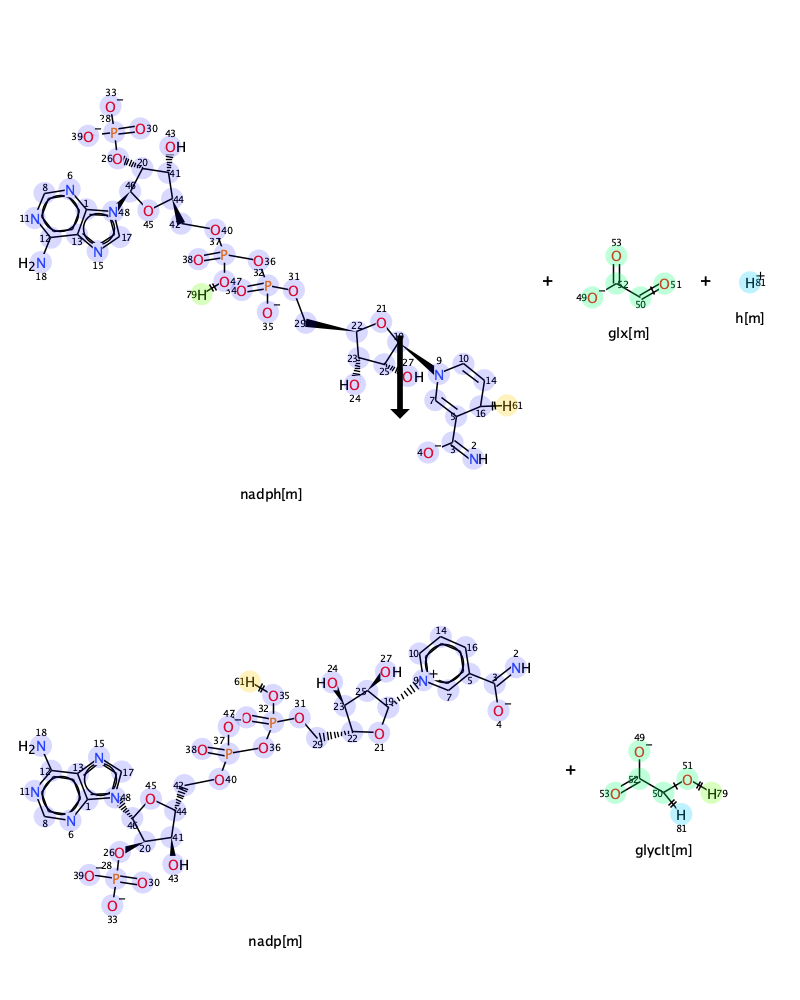 33
O−
28
39 O−
P
O 30
43
OH
26 O
20
41
6
N
8
46
44
1
N 48
O
45
42
11 N
12
13
N
15
17
H₂N
18
O 40
37
38 O
P
O 36
O 47
79 H
32
34 O
P
O 31
O−
35
29
21
O
22
19
23
25
27
OH
HO
24
9
N
10
14
7
5
16
H 61
4 O−
3
2
NH
nadph[m]
+
53
O
52
49 O−
O 51
50
glx[m]
+
H+
81
h[m]
14
10
16
9 N+
5
7
3
2
NH
O−
4
27
OH
24
HO
25
19
23
22
O
21
61 H
O 35
32
O
P
31
O
29
47
O−
37
38 O
P
O 36
O 40
42
18
H₂N
15
N
12
13
17
11 N
N 48
1
8
N
6
45
O
44
46
20
41
OH
43
26 O
28
39 O−
P
O 30
O−
33
nadp[m]
+
49
O−
52
53 O
50
51
O
H 79
H
81
glyclt[m]